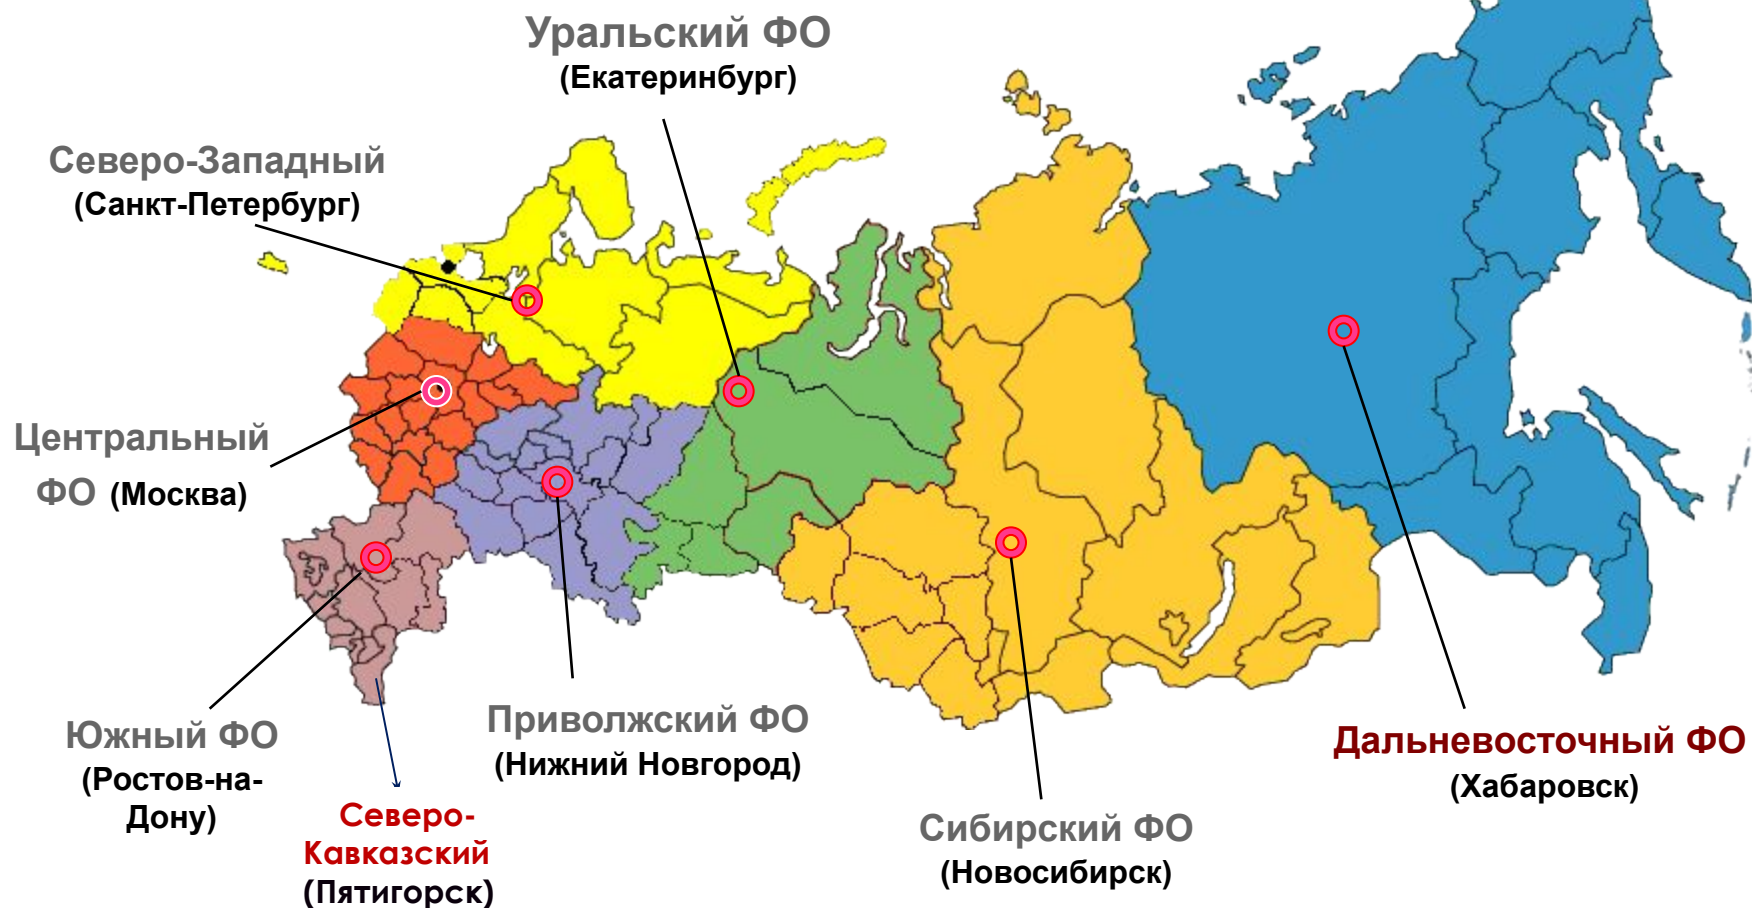 Уральский ФО
(Екатеринбург)
Северо-Западный
(Санкт-Петербург)
Центральный
ФО (Москва)
Южный ФО
(Ростов-на-
Дону)
Северо-
Кавказский
(Пятигорск)
Приволжский ФО
(Нижний Новгород)
Сибирский ФО
(Новосибирск)
Дальневосточный ФО
(Хабаровск)